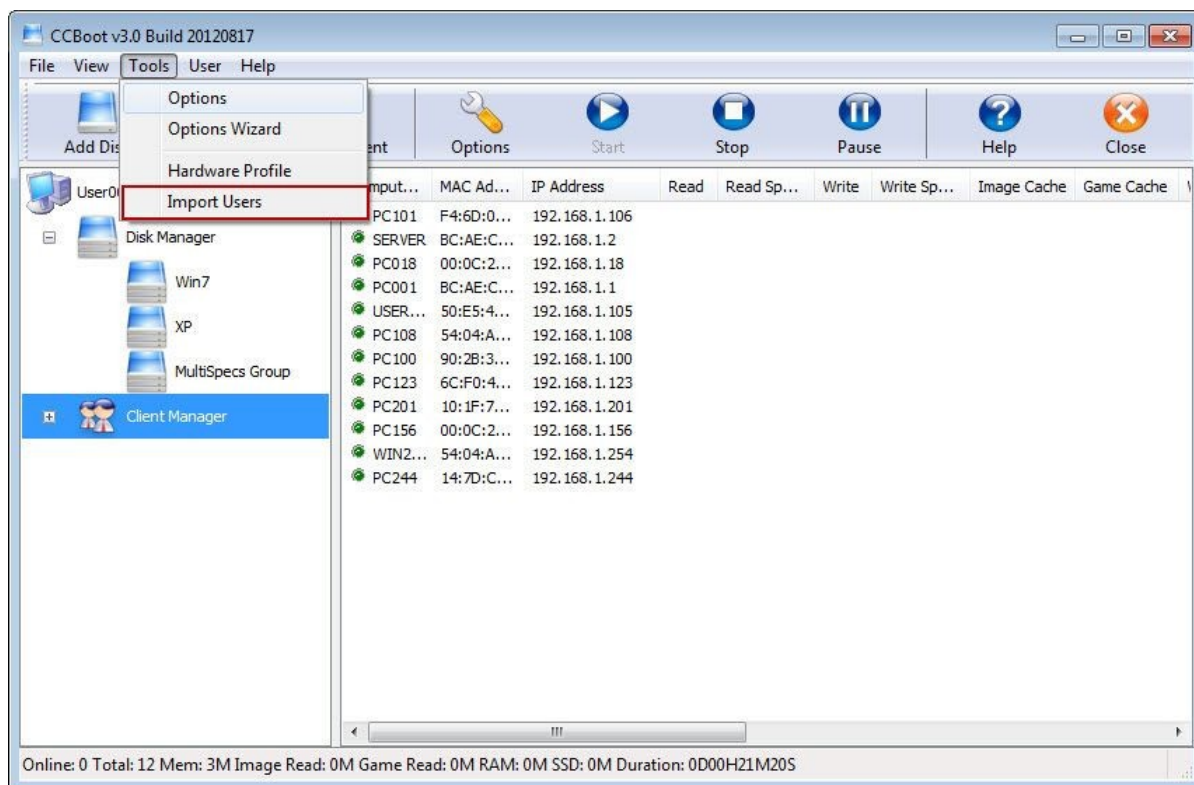 CCBoot v3.0 Build 20120817
File View Tools User Help
Options
Options Wizard
Hardware Profile
Import Users
Add Dis
ent
Options
Start
Stop
Pause
Help
Close
User0
Disk Manager
Win7
XP
MultiSpecs Group
Client Manager
mput... MAC Ad... IP Address Read Read Sp... Write Write Sp... Image Cache Game Cache
PC101 F4:6D:0... 192.168.1.106
SERVER BC:AE:C... 192.168.1.2
PC018 00:0C:2... 192.168.1.18
PC001 BC:AE:C... 192.168.1.1
USER... 50:E5:4... 192.168.1.105
PC108 54:04:A... 192.168.1.108
PC100 90:2B:3... 192.168.1.100
PC123 6C:F0:4... 192.168.1.123
PC201 10:1F:7... 192.168.1.201
PC156 00:0C:2... 192.168.1.156
WIN2... 54:04:A... 192.168.1.254
PC244 14:7D:C... 192.168.1.244
Online: 0 Total: 12 Mem: 3M Image Read: 0M Game Read: 0M RAM: 0M SSD: 0M Duration: 0D00H21M20S